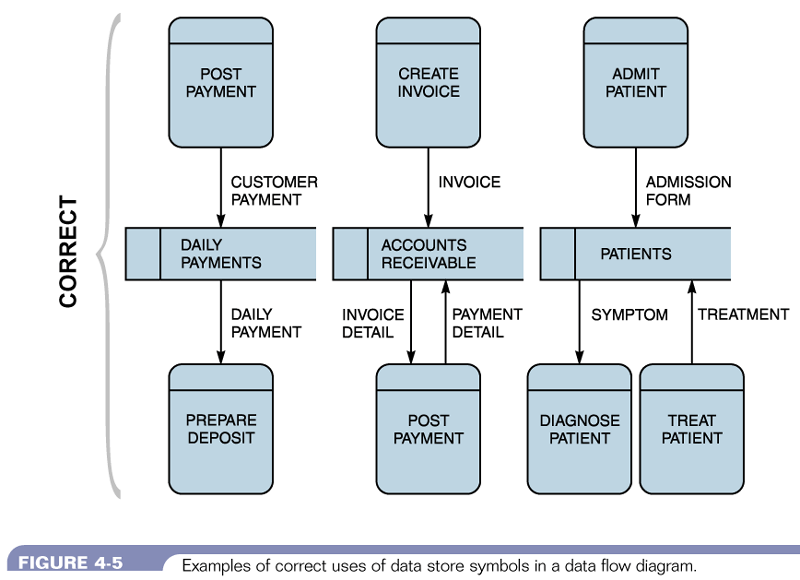 CORRECT
POST
PAYMENT
CREATE
INVOICE
ADMIT
PATIENT
CUSTOMER
PAYMENT
INVOICE
ADMISSION
FORM
DAILY
PAYMENTS
ACCOUNTS
RECEIVABLE
PATIENTS
DAILY
PAYMENT
INVOICE
DETAIL
PAYMENT
DETAIL
SYMPTOM
TREATMENT
PREPARE
DEPOSIT
POST
PAYMENT
DIAGNOSE
PATIENT
TREAT
PATIENT
FIGURE 4-5
Examples of correct uses of data store symbols in a data flow diagram.